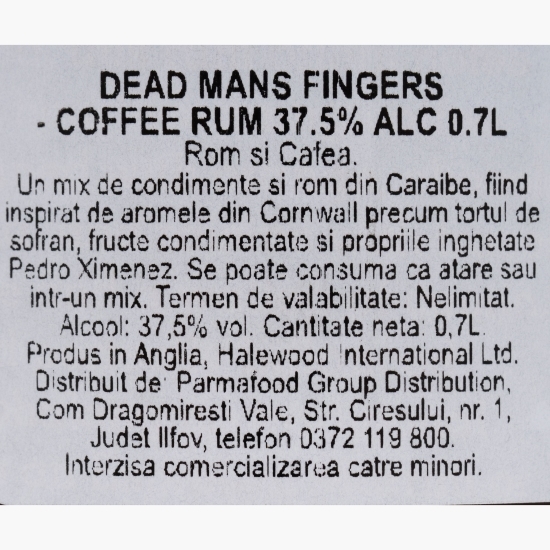 DEAD MANS FINGERS
- COFFEE RUM 37.5% ALC 0.7L
Rom si Cafea.
Un mix de condimente si rom din Caraibe, fiind
inspirat de aromele din Cornwall precum tortul de
sofran, fructe condimentate si propriile inghetate
Pedro Ximenez. Se poate consuma ca atare sau
intr-un mix. Termen de valabilitate: Nelimitat.
Alcool: 37,5% vol. Cantitate neta: 0,7L.
Produs in Anglia, Halewood International Ltd.
Distribuit de: Parmafood Group Distribution,
Com Dragomiresti Vale, Str. Ciresului, nr. 1,
Judet Ilfov, telefon 0372 119 800.
Interzisa comercializarea catre minori.